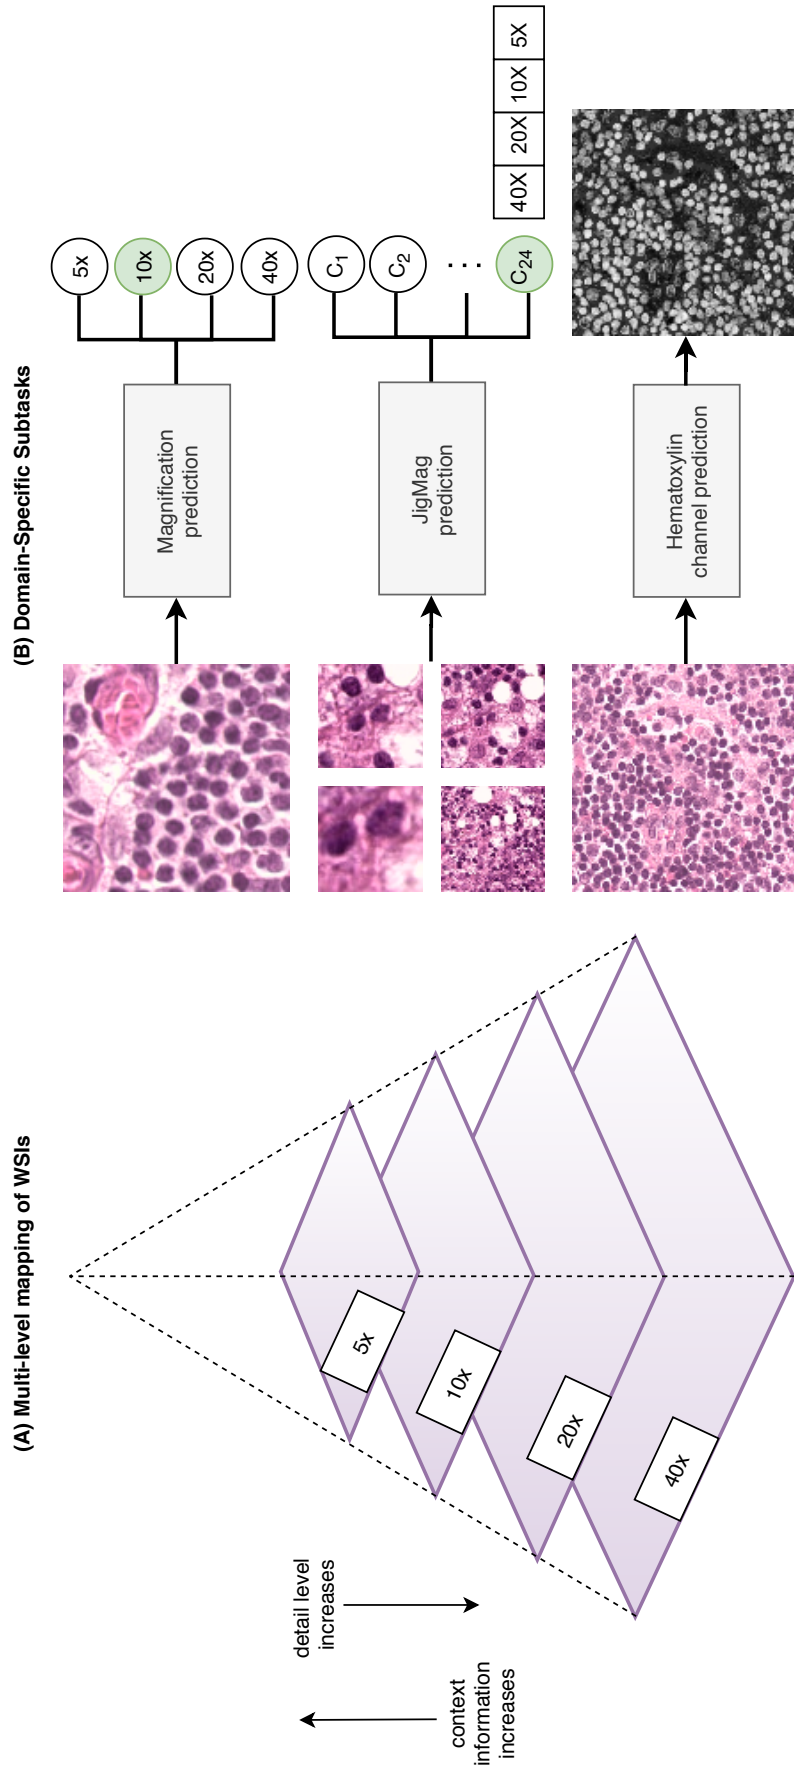 (A) Multi-level mapping of WSIs
context
information
increases
detail level
increases
5x
10x
20x
40x
(B) Domain-Specific Subtasks
Magnification
prediction
5x
10x
20x
40x
JigMag
prediction
C1
C2
. . .
C24
40X 20X 10X 5X
Hematoxylin
channel prediction